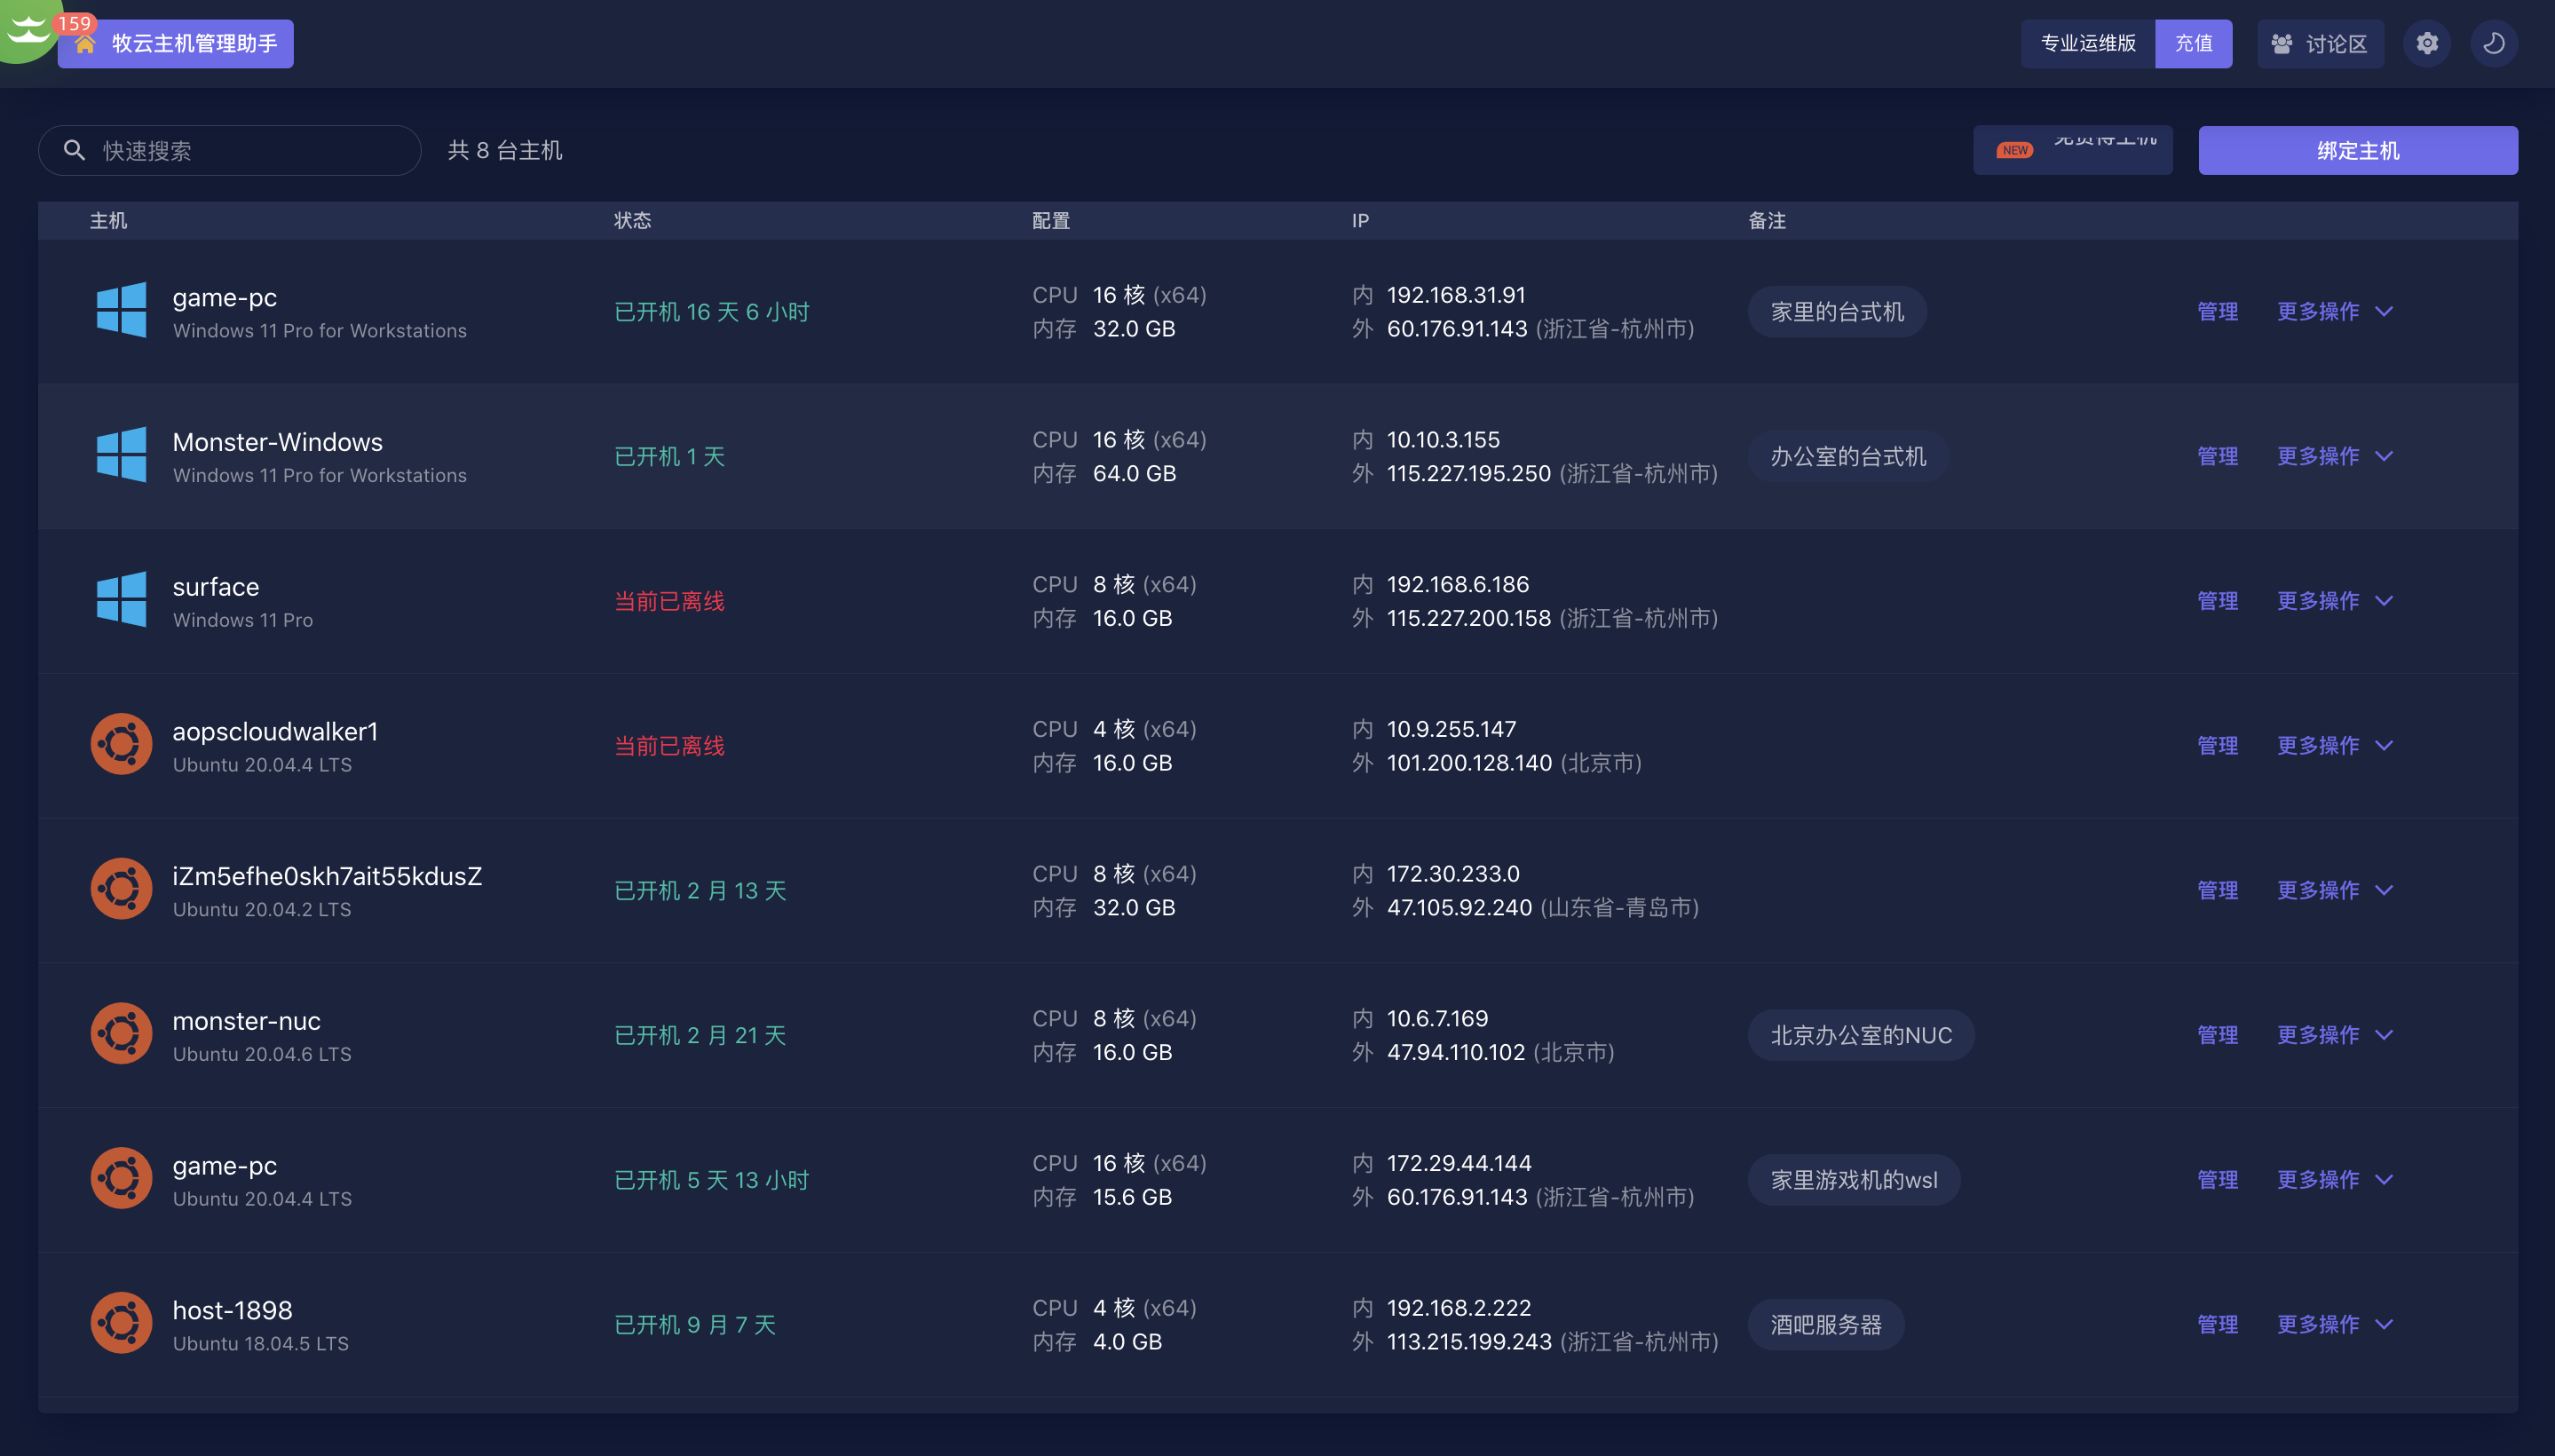 159
牧云主机管理助手
专业运维版
充值
讨论区
快速搜索
共 8 台主机
NEW
免费得主机
绑定主机
主机 状态 配置 IP 备注
game-pc
Windows 11 Pro for Workstations
已开机 16 天 6 小时
CPU 16 核 (x64)
内存 32.0 GB
内 192.168.31.91
外 60.176.91.143 (浙江省-杭州市)
家里的台式机
管理 更多操作
Monster-Windows
Windows 11 Pro for Workstations
已开机 1 天
CPU 16 核 (x64)
内存 64.0 GB
内 10.10.3.155
外 115.227.195.250 (浙江省-杭州市)
办公室的台式机
管理 更多操作
surface
Windows 11 Pro
当前已离线
CPU 8 核 (x64)
内存 16.0 GB
内 192.168.6.186
外 115.227.200.158 (浙江省-杭州市)
管理 更多操作
aopscloudwalker1
Ubuntu 20.04.4 LTS
当前已离线
CPU 4 核 (x64)
内存 16.0 GB
内 10.9.255.147
外 101.200.128.140 (北京市)
管理 更多操作
iZm5efhe0skh7ait55kdusZ
Ubuntu 20.04.2 LTS
已开机 2 月 13 天
CPU 8 核 (x64)
内存 32.0 GB
内 172.30.233.0
外 47.105.92.240 (山东省-青岛市)
管理 更多操作
monster-nuc
Ubuntu 20.04.6 LTS
已开机 2 月 21 天
CPU 8 核 (x64)
内存 16.0 GB
内 10.6.7.169
外 47.94.110.102 (北京市)
北京办公室的NUC
管理 更多操作
game-pc
Ubuntu 20.04.4 LTS
已开机 5 天 13 小时
CPU 16 核 (x64)
内存 15.6 GB
内 172.29.44.144
外 60.176.91.143 (浙江省-杭州市)
家里游戏机的wsl
管理 更多操作
host-1898
Ubuntu 18.04.5 LTS
已开机 9 月 7 天
CPU 4 核 (x64)
内存 4.0 GB
内 192.168.2.222
外 113.215.199.243 (浙江省-杭州市)
酒吧服务器
管理 更多操作